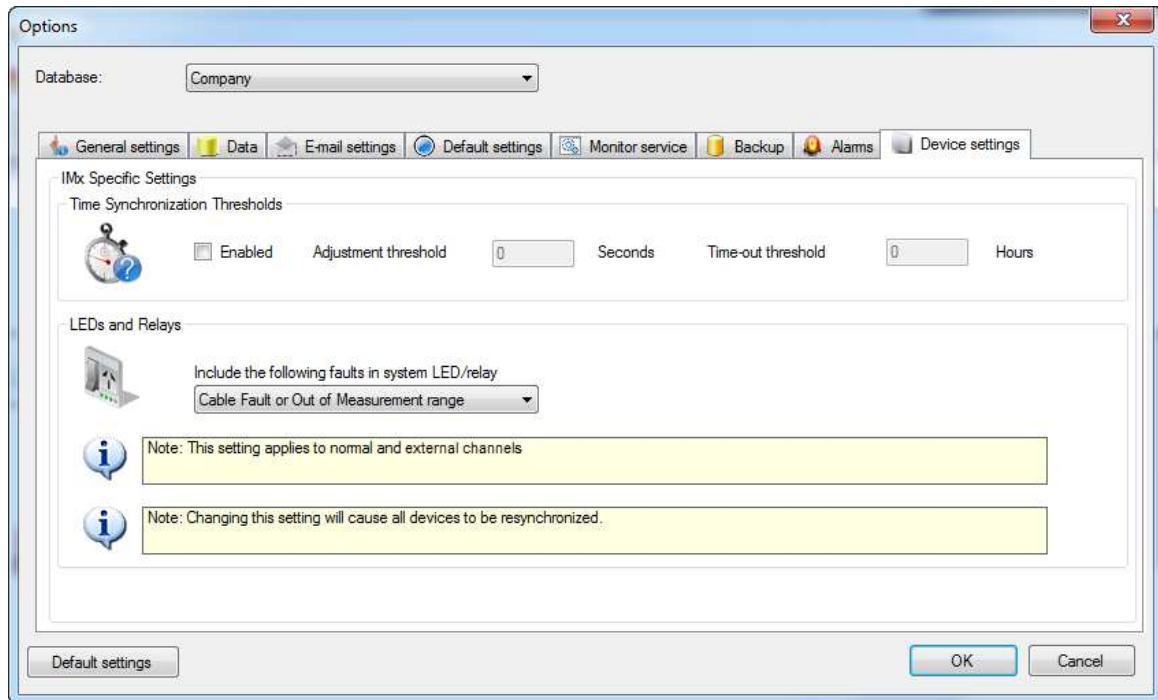 Options
Database:
Company
General settings Data E-mail settings Default settings Monitor service Backup Alarms Device settings
IMx Specific Settings
Time Synchronization Thresholds
Enabled Adjustment threshold 0 Seconds Time-out threshold 0 Hours
LEDs and Relays
Include the following faults in system LED/relay
Cable Fault or Out of Measurement range
Note: This setting applies to normal and external channels
Note: Changing this setting will cause all devices to be resynchronized.
Default settings OK Cancel